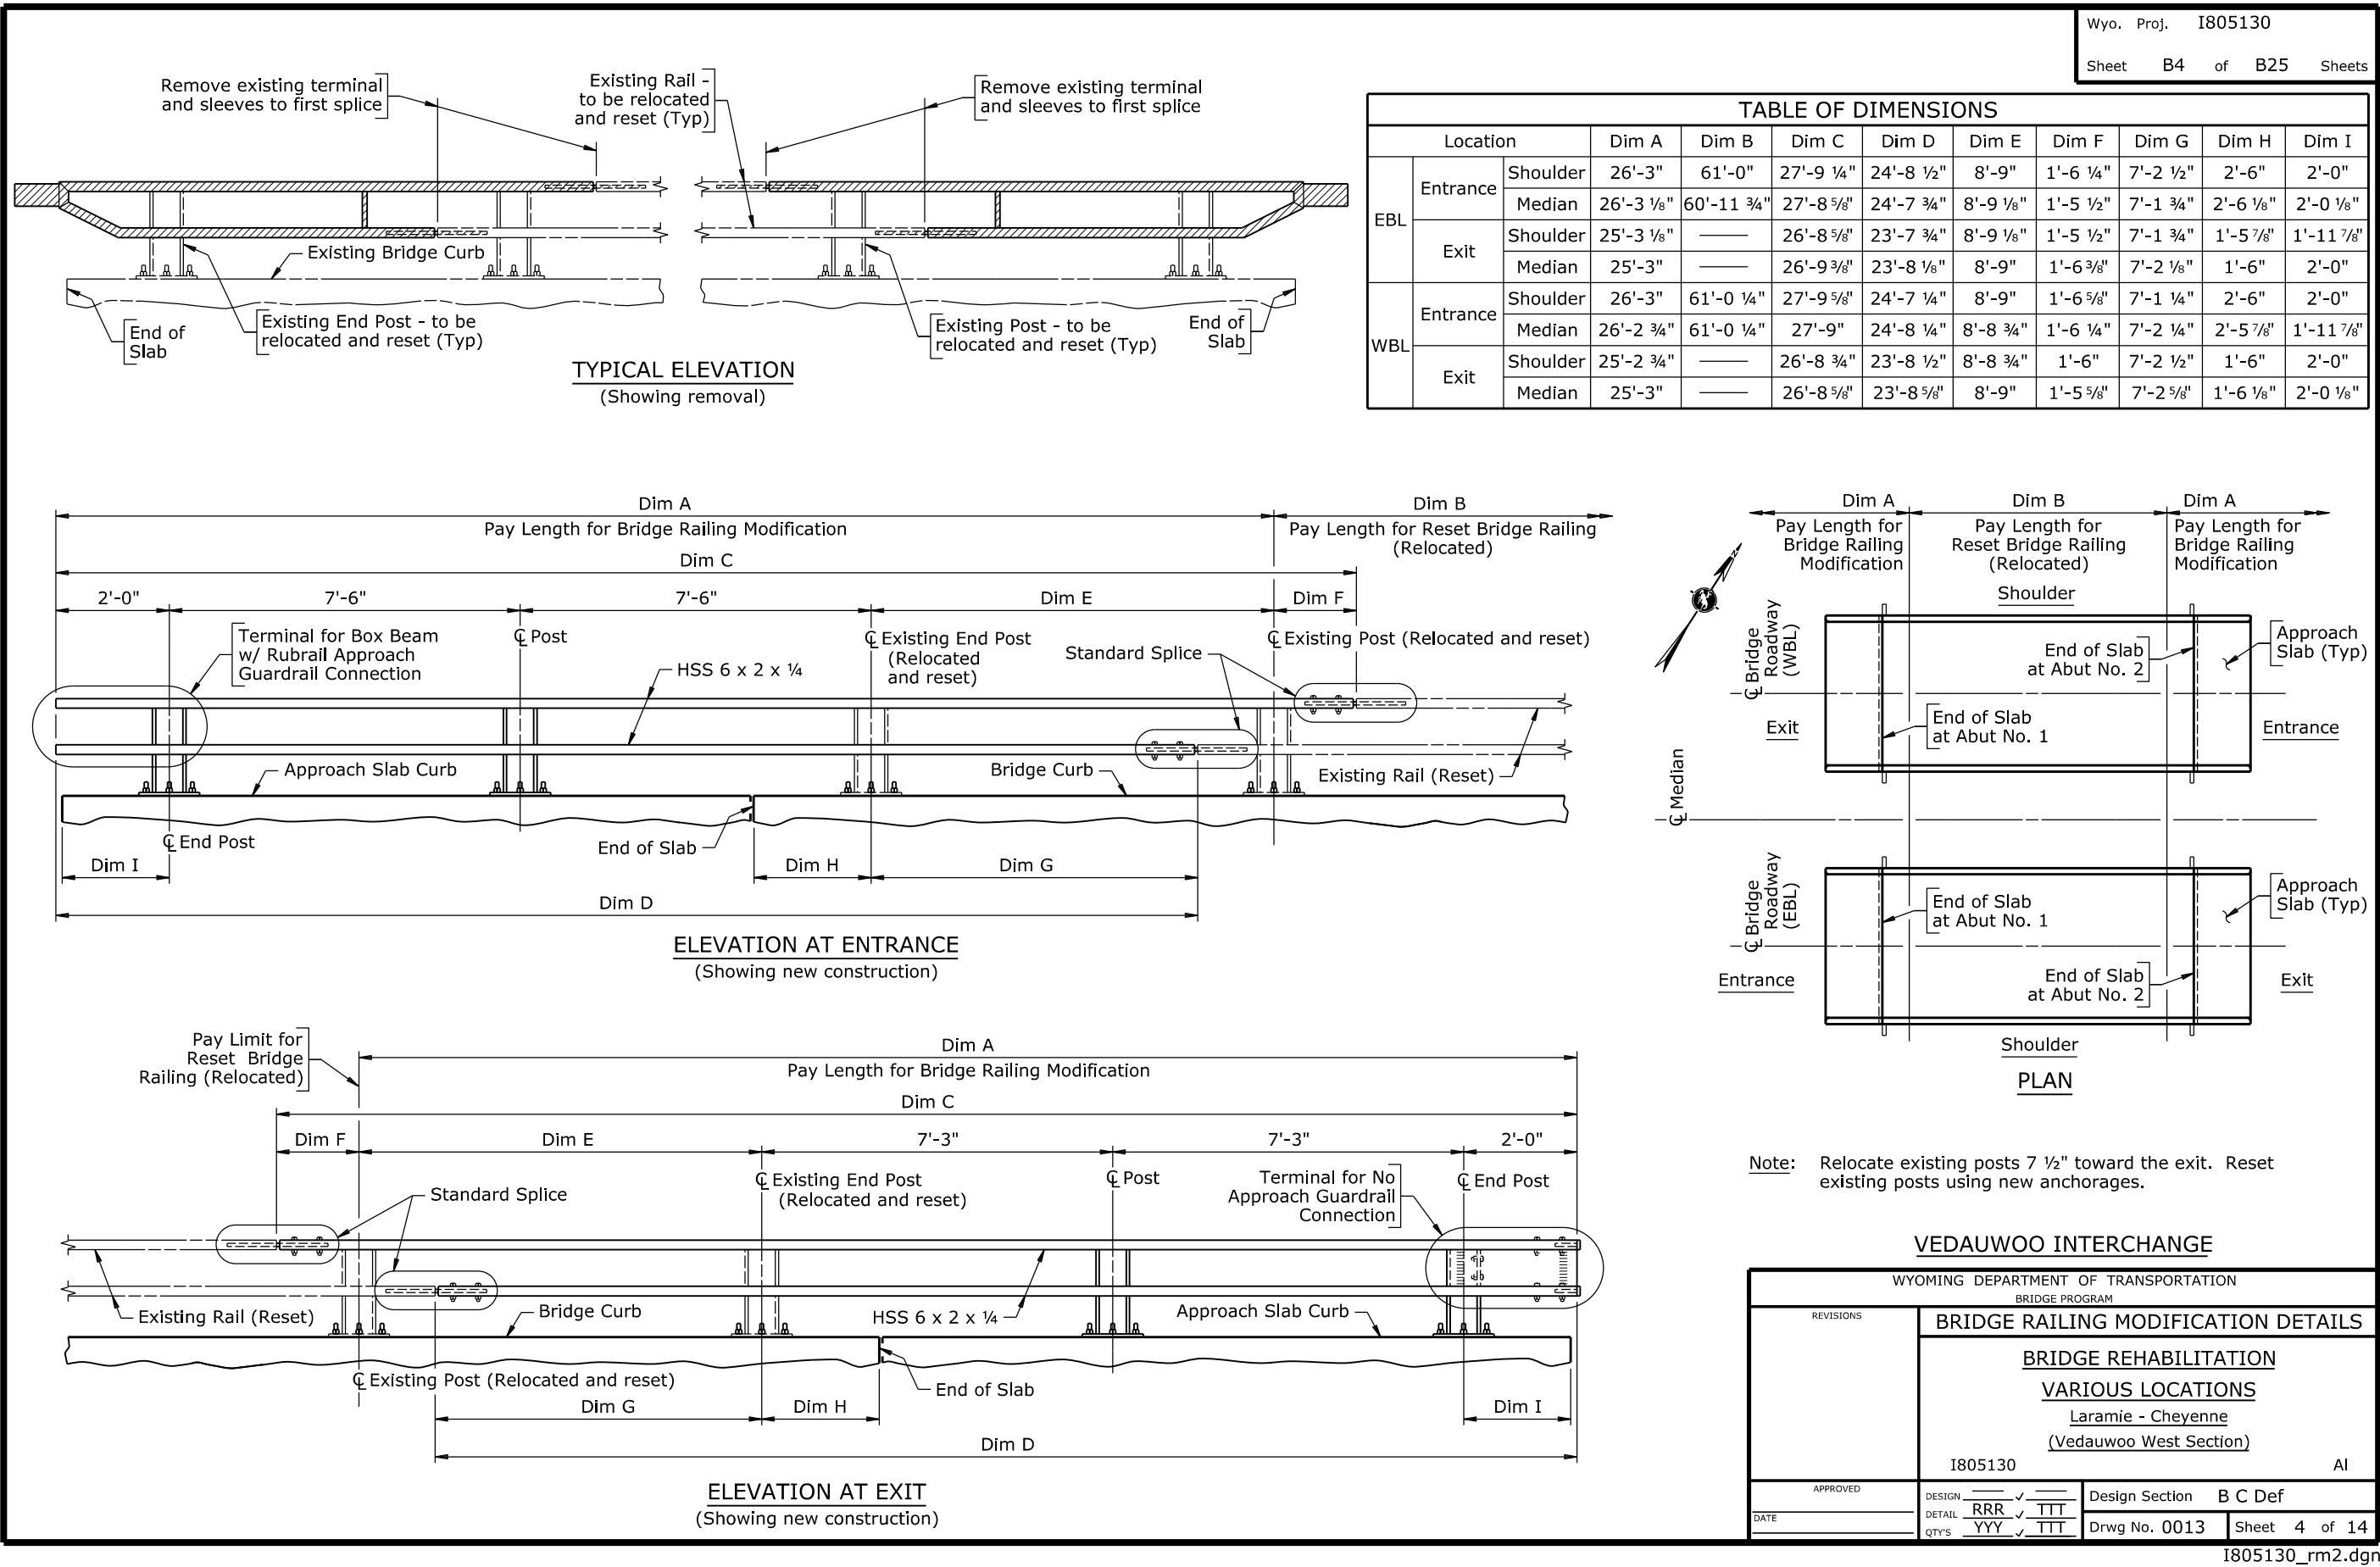 Wyo. Proj. I805130
Sheet B4 of B25 Sheets
Remove existing terminal
and sleeves to first splice
Existing Rail -
to be relocated
and reset (Typ)
Remove existing terminal
and sleeves to first splice
Existing Bridge Curb
End of
Slab
Existing End Post - to be
relocated and reset (Typ)
Existing Post - to be
relocated and reset (Typ)
End of
Slab
TYPICAL ELEVATION
(Showing removal)
TABLE OF DIMENSIONS
Location Dim A Dim B Dim C Dim D Dim E Dim F Dim G Dim H Dim I
EBL Entrance Shoulder 26'-3" 61'-0" 27'-9 ¼" 24'-8 ½" 8'-9" 1'-6 ¼" 7'-2 ½" 2'-6" 2'-0"
Median 26'-3 ⅛" 60'-11 ¾" 27'-8 ⅝" 24'-7 ¾" 8'-9 ⅛" 1'-5 ½" 7'-1 ¾" 2'-6 ⅛" 2'-0 ⅛"
Exit Shoulder 25'-3 ⅛" —— 26'-8 ⅝" 23'-7 ¾" 8'-9 ⅛" 1'-5 ½" 7'-1 ¾" 1'-5 ⅞" 1'-11 ⅞"
Median 25'-3" —— 26'-9 ⅜" 23'-8 ⅛" 8'-9" 1'-6 ⅜" 7'-2 ⅛" 1'-6" 2'-0"
WBL Entrance Shoulder 26'-3" 61'-0 ¼" 27'-9 ⅝" 24'-7 ¼" 8'-9" 1'-6 ⅝" 7'-1 ¼" 2'-6" 2'-0"
Median 26'-2 ¾" 61'-0 ¼" 27'-9" 24'-8 ¼" 8'-8 ¾" 1'-6 ¼" 7'-2 ¼" 2'-5 ⅞" 1'-11 ⅞"
Exit Shoulder 25'-2 ¾" —— 26'-8 ¾" 23'-8 ½" 8'-8 ¾" 1'-6" 7'-2 ½" 1'-6" 2'-0"
Median 25'-3" —— 26'-8 ⅝" 23'-8 ⅝" 8'-9" 1'-5 ⅝" 7'-2 ⅝" 1'-6 ⅛" 2'-0 ⅛"
Dim A
Pay Length for Bridge Railing Modification
Dim B
Pay Length for Reset Bridge Railing
(Relocated)
Dim C
2'-0" 7'-6" 7'-6" Dim E Dim F
Terminal for Box Beam
w/ Rubrail Approach
Guardrail Connection
℄ Post
HSS 6 x 2 x ¼
℄ Existing End Post
(Relocated
and reset)
Standard Splice
℄ Existing Post (Relocated and reset)
Approach Slab Curb
Bridge Curb
Existing Rail (Reset)
℄ End Post
End of Slab
Dim I
Dim H
Dim G
Dim D
ELEVATION AT ENTRANCE
(Showing new construction)
Dim A
Pay Length for
Bridge Railing
Modification
Dim B
Pay Length for
Reset Bridge Railing
(Relocated)
Dim A
Pay Length for
Bridge Railing
Modification
N
Shoulder
℄ Bridge
Roadway
(WBL)
End of Slab
at Abut No. 2
Approach
Slab (Typ)
Exit
End of Slab
at Abut No. 1
Entrance
℄ Median
℄ Bridge
Roadway
(EBL)
End of Slab
at Abut No. 1
Approach
Slab (Typ)
Entrance
End of Slab
at Abut No. 2
Exit
Shoulder
PLAN
Pay Limit for
Reset Bridge
Railing (Relocated)
Dim A
Pay Length for Bridge Railing Modification
Dim C
Dim F Dim E 7'-3" 7'-3" 2'-0"
Standard Splice
℄ Existing End Post
(Relocated and reset)
℄ Post
Terminal for No
Approach Guardrail
Connection
℄ End Post
Existing Rail (Reset)
Bridge Curb
HSS 6 x 2 x ¼
Approach Slab Curb
℄ Existing Post (Relocated and reset)
End of Slab
Dim G
Dim H
Dim I
Dim D
ELEVATION AT EXIT
(Showing new construction)
Note: Relocate existing posts 7 ½" toward the exit. Reset
existing posts using new anchorages.
VEDAUWOO INTERCHANGE
WYOMING DEPARTMENT OF TRANSPORTATION
BRIDGE PROGRAM
REVISIONS
BRIDGE RAILING MODIFICATION DETAILS
BRIDGE REHABILITATION
VARIOUS LOCATIONS
Laramie - Cheyenne
(Vedauwoo West Section)
I805130 Al
APPROVED
DATE
DESIGN —— ✓ ——
DETAIL RRR ✓ TTT
QTY'S YYY ✓ TTT
Design Section B C Def
Drwg No. 0013 Sheet 4 of 14
I805130_rm2.dgn